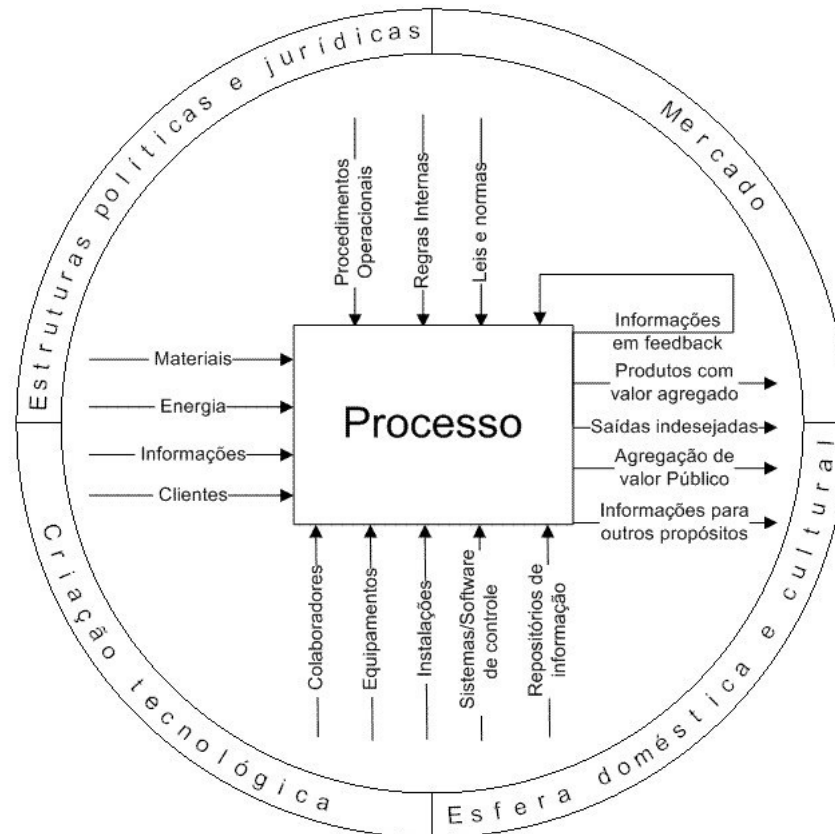 Estruturas políticas e jurídicas
Mercado
Procedimentos
Operacionais
Regras Internas
Leis e normas
Materiais
Energia
Informações
Clientes
Processo
Informações
em feedback
Produtos com
valor agregado
Saídas indesejadas
Agregação de
valor Público
Informações para
outros propósitos
Colaboradores
Equipamentos
Instalações
Sistemas/Software
de controle
Repositórios de
informação
Criação tecnológica
Esfera doméstica e cultural